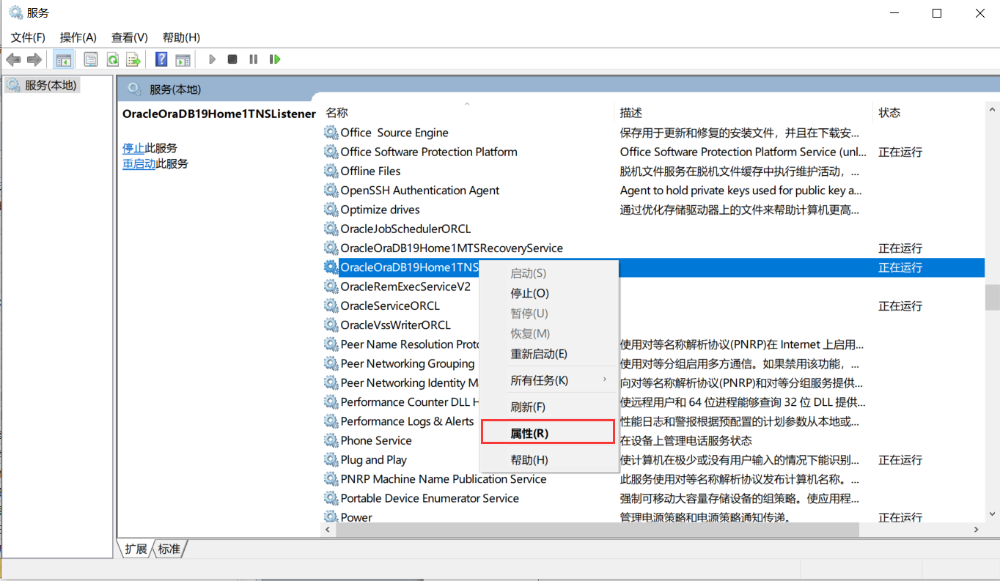 服务
文件(F) 操作(A) 查看(V) 帮助(H)
服务(本地)
服务(本地)
OracleOraDB19Home1TNSListener
停止此服务
重启动此服务
名称 描述 状态
Office  Source Engine 保存用于更新和修复的安装文件，并且在下载安...
Office Software Protection Platform Office Software Protection Platform Service (unl... 正在运行
Offline Files 脱机文件服务在脱机文件缓存中执行维护活动，...
OpenSSH Authentication Agent Agent to hold private keys used for public key a...
Optimize drives 通过优化存储驱动器上的文件来帮助计算机更高...
OracleJobSchedulerORCL
OracleOraDB19Home1MTSRecoveryService 正在运行
OracleOraDB19Home1TNS 正在运行
OracleRemExecServiceV2
OracleServiceORCL 正在运行
OracleVssWriterORCL
Peer Name Resolution Proto 使用对等名称解析协议(PNRP)在 Internet 上启用...
Peer Networking Grouping 使用对等分组启用多方通信。如果禁用该功能，...
Peer Networking Identity M 向对等名称解析协议(PNRP)和对等分组服务提供...
Performance Counter DLL H 使远程用户和 64 位进程能够查询 32 位 DLL 提供...
Performance Logs & Alerts 性能日志和警报根据预配置的计划参数从本地或...
Phone Service 在设备上管理电话服务状态
Plug and Play 使计算机在极少或没有用户输入的情况下能识别... 正在运行
PNRP Machine Name Publication Service 此服务使用对等名称解析协议发布计算机名称。...
Portable Device Enumerator Service 强制可移动大容量存储设备的组策略。使应用程...
Power 管理电源策略和电源策略通知传递。 正在运行
启动(S)
停止(O)
暂停(U)
恢复(M)
重新启动(E)
所有任务(K)
刷新(F)
属性(R)
帮助(H)
扩展 标准